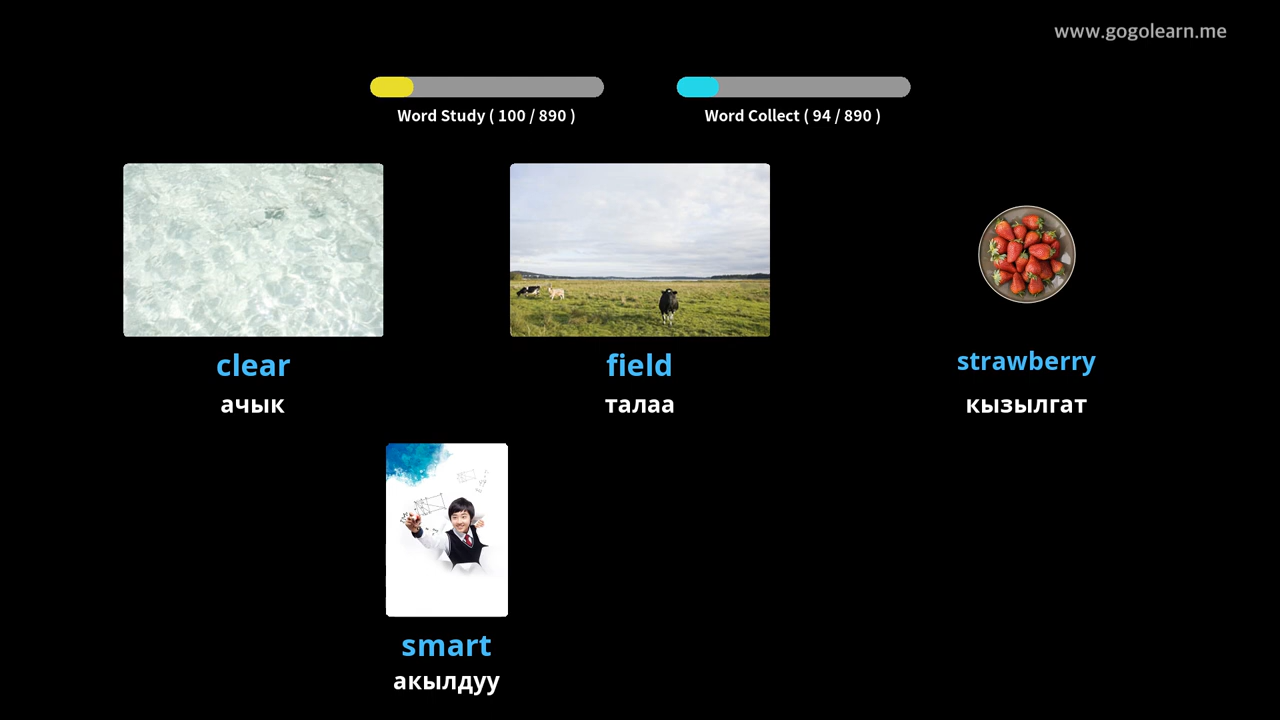 www.gogolearn.me
Word Study ( 100 / 890 )
Word Collect ( 94 / 890 )
clear
ачык
field
талаа
strawberry
кызылгат
smart
акылдуу